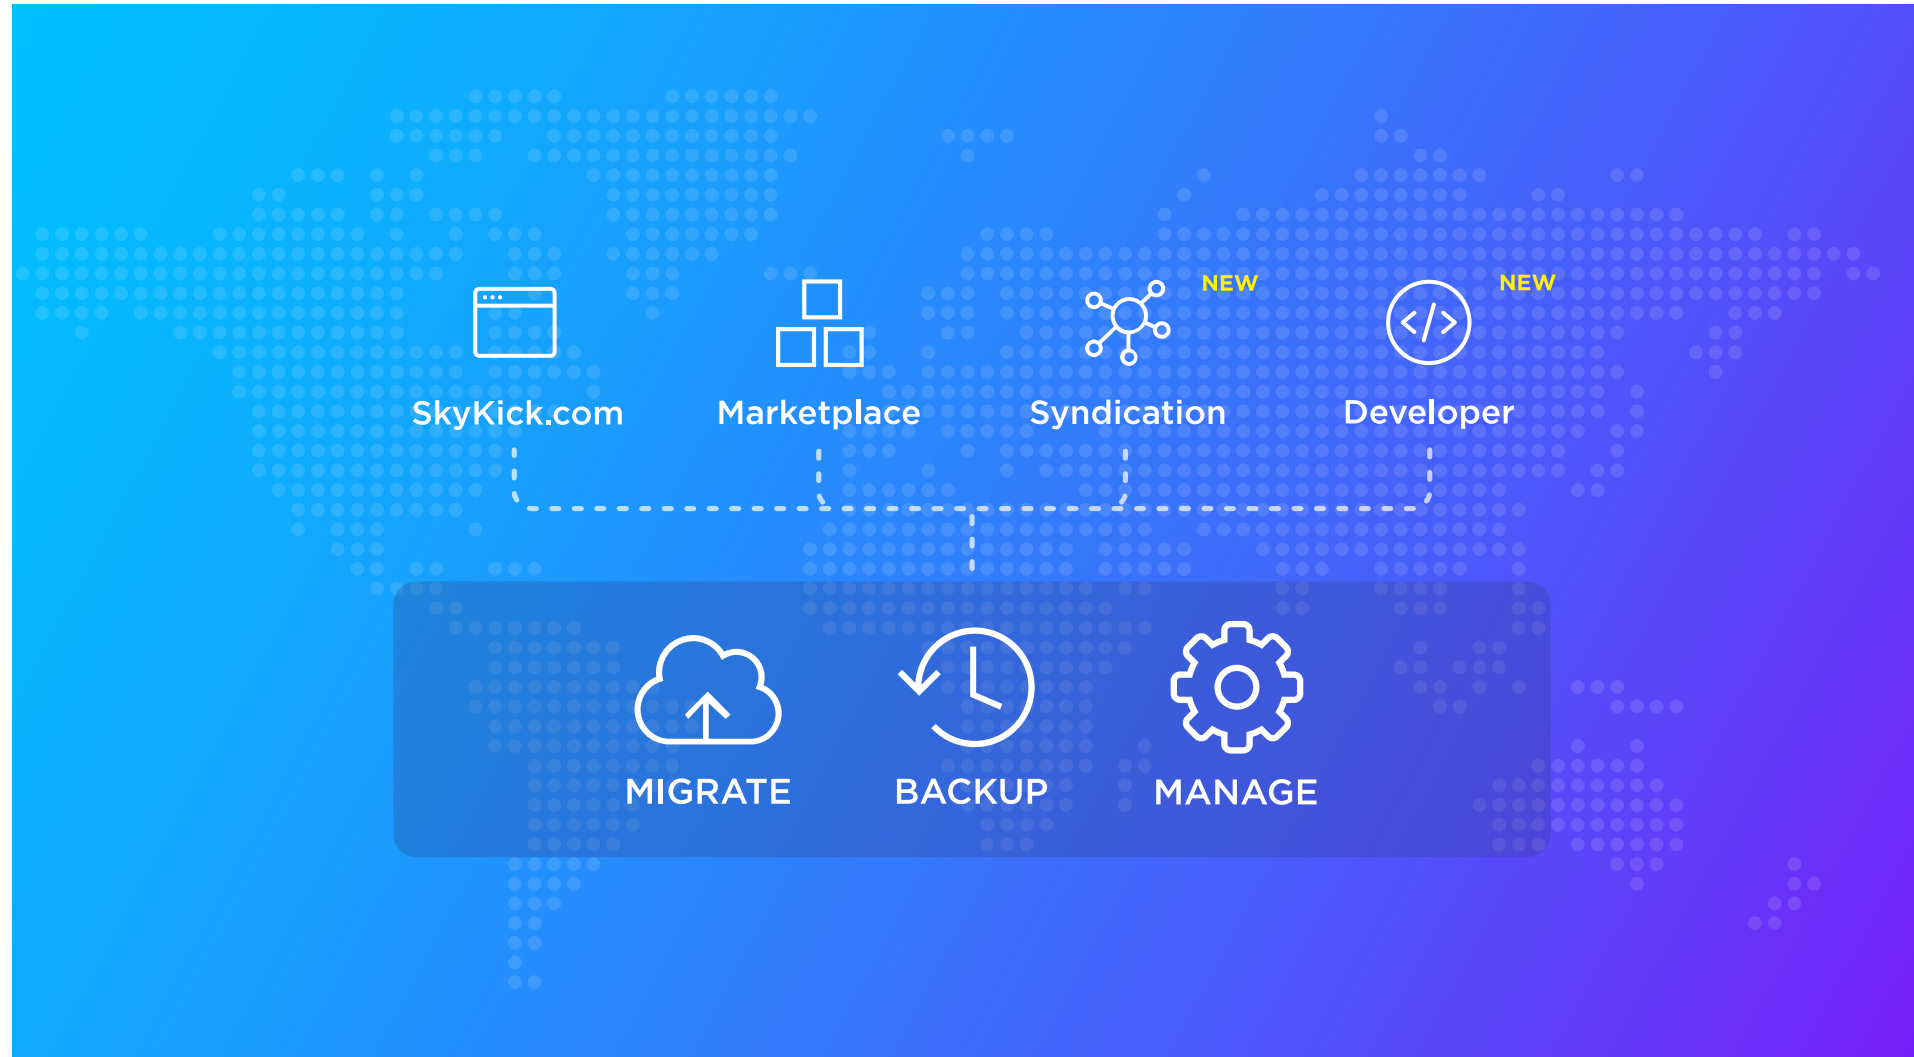 NEW
NEW
SkyKick.com
Marketplace
Syndication
Developer
MIGRATE
BACKUP
MANAGE